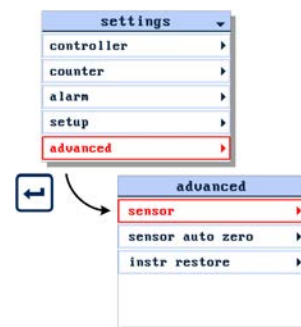 settings
controller
counter
alarm
setup
advanced
advanced
sensor
sensor auto zero
instr restore